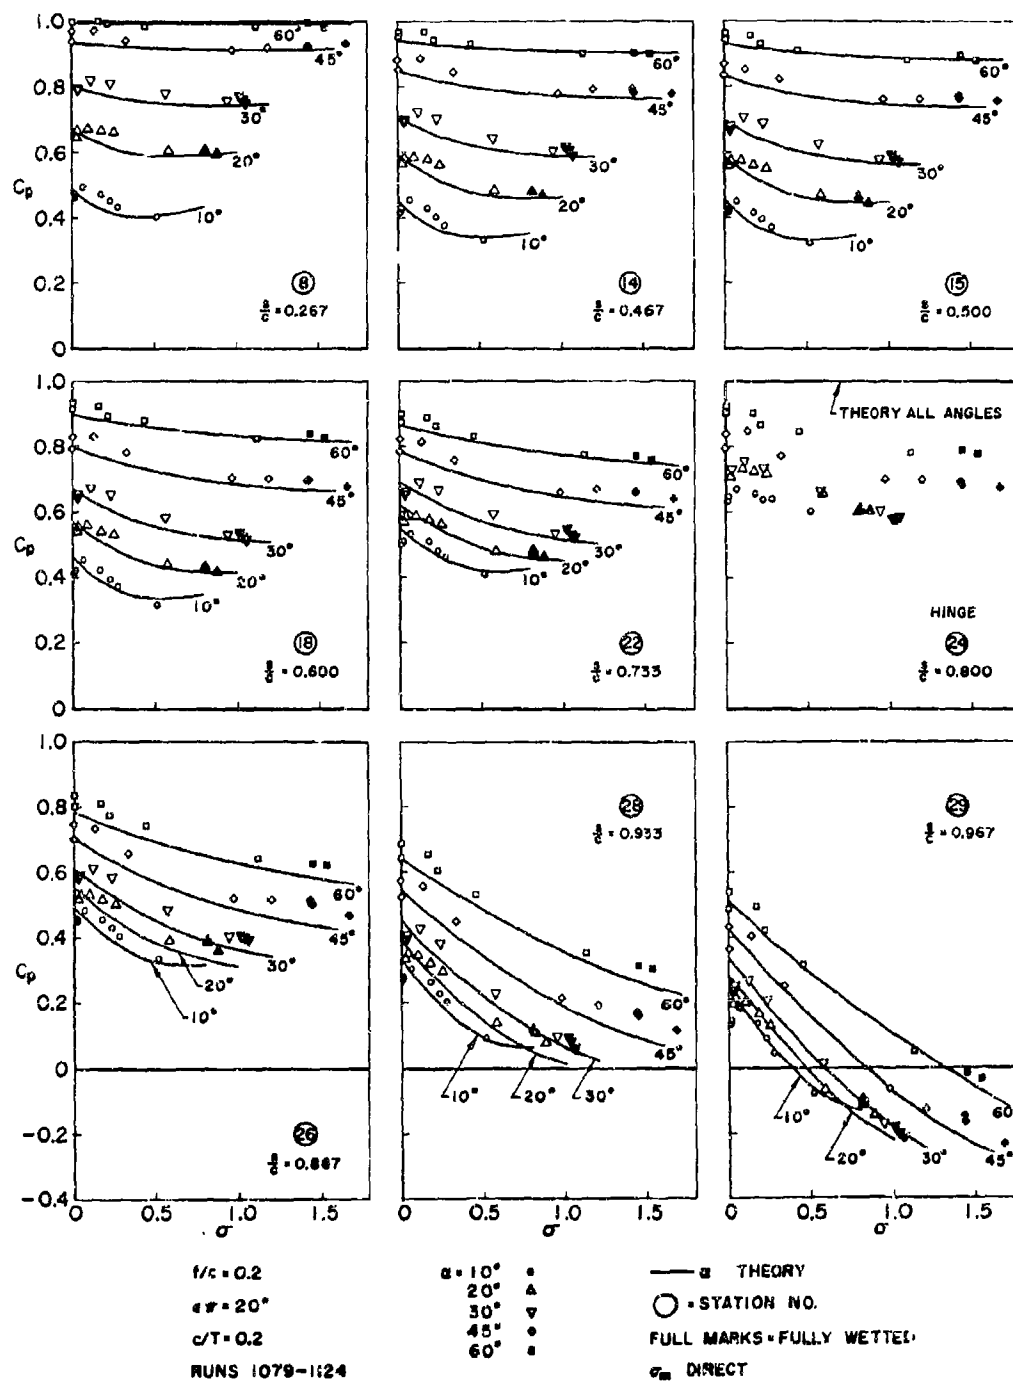 1.0
0.8
0.6
Cp
0.4
0.2
0
60°
45°
30°
20°
10°
8
s/c = 0.267
60°
45°
30°
20°
10°
14
s/c = 0.467
60°
45°
30°
20°
10°
15
s/c = 0.500
1.0
0.8
0.6
Cp
0.4
0.2
0
60°
45°
30°
20°
10°
18
s/c = 0.600
60°
45°
30°
20°
10°
22
s/c = 0.733
THEORY ALL ANGLES
HINGE
24
s/c = 0.800
1.0
0.8
0.6
0.4
Cp
0.2
0
-0.2
-0.4
60°
45°
30°
20°
10°
26
s/c = 0.867
0 0.5 1.0 1.5
σ
28
s/c = 0.933
60°
45°
10°
20°
30°
0 0.5 1.0 1.5
σ
29
s/c = 0.967
10°
20°
30°
45°
60
0 0.5 1.0 1.5
σ
f/c = 0.2
= 20°
c/T = 0.2
RUNS 1079-1124
α = 10°
20°
30°
45°
60°
α THEORY
= STATION NO.
FULL MARKS = FULLY WETTED
σm DIRECT